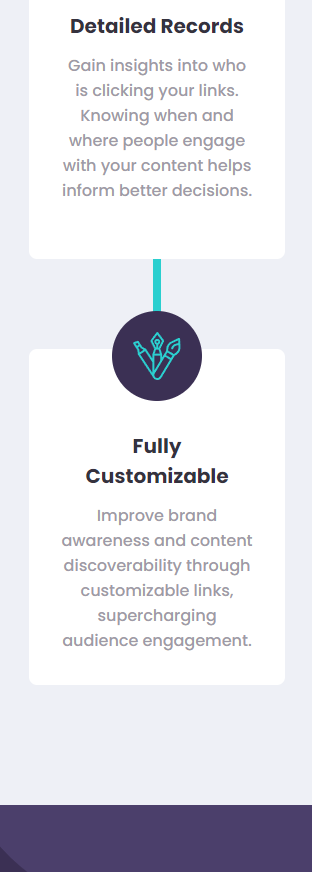 Detailed Records
Gain insights into who
is clicking your links.
Knowing when and
where people engage
with your content helps
inform better decisions.
Fully
Customizable
Improve brand
awareness and content
discoverability through
customizable links,
supercharging
audience engagement.